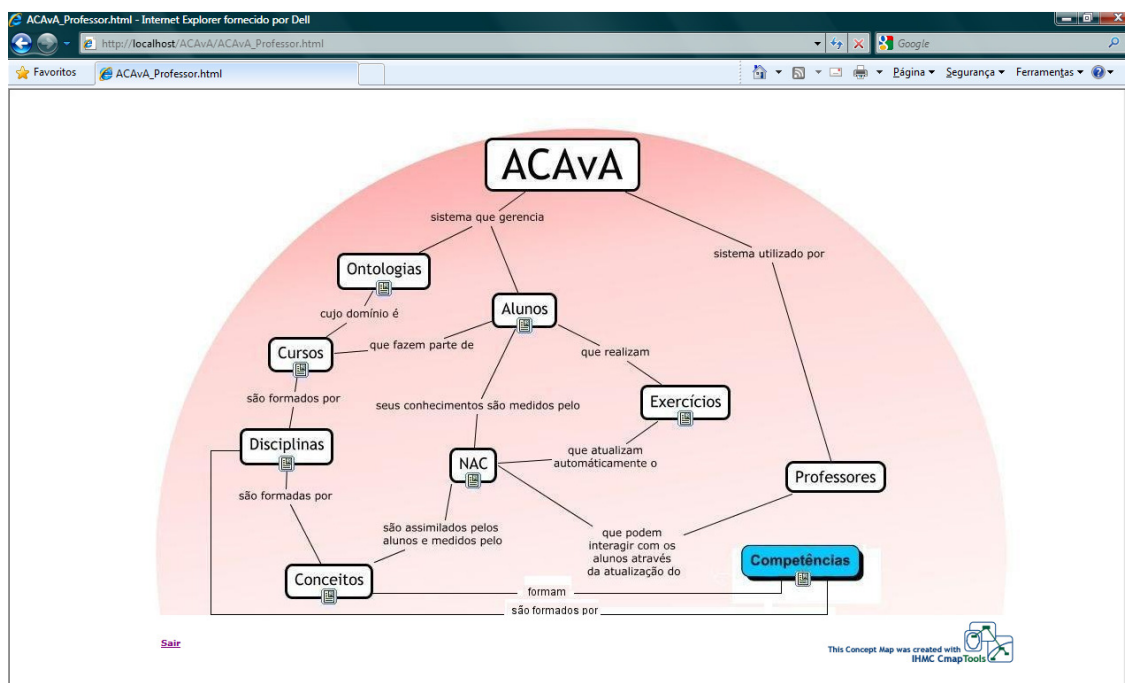 ACAvA_Professor.html - Internet Explorer fornecido por Dell
http://localhost/ACAvA/ACAvA_Professor.html
Google
Favoritos
ACAvA_Professor.html
Página
Segurança
Ferramentas
ACAvA
sistema que gerencia
sistema utilizado por
Ontologias
Alunos
cujo domínio é
que fazem parte de
Cursos
que realizam
são formados por
seus conhecimentos são medidos pelo
Exercícios
Disciplinas
que atualizam
automáticamente o
NAC
Professores
são formadas por
são assimilados pelos
alunos e medidos pelo
que podem
interagir com os
alunos através
da atualização do
Competências
Conceitos
formam
são formados por
Sair
This Concept Map was created with
IHMC CmapTools